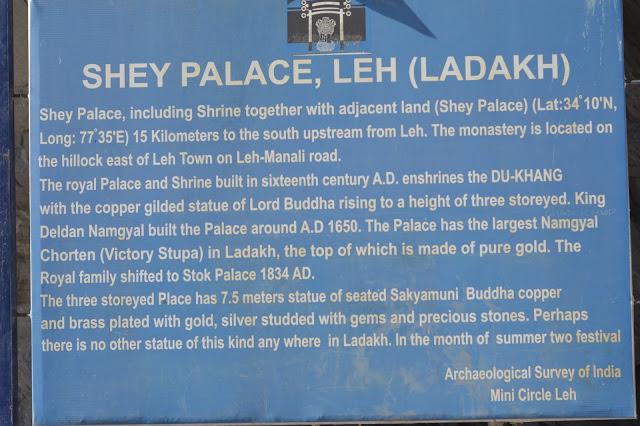 SHEY PALACE, LEH (LADAKH)
Shey Palace, including Shrine together with adjacent land (Shey Palace) (Lat:34°10'N,
Long: 77°35'E) 15 Kilometers to the south upstream from Leh. The monastery is located on
the hillock east of Leh Town on Leh-Manali road.
The royal Palace and Shrine built in sixteenth century A.D. enshrines the DU-KHANG
with the copper gilded statue of Lord Buddha rising to a height of three storeyed. King
Deldan Namgyal built the Palace around A.D 1650. The Palace has the largest Namgyal
Chorten (Victory Stupa) in Ladakh, the top of which is made of pure gold. The
Royal family shifted to Stok Palace 1834 AD.
The three storeyed Place has 7.5 meters statue of seated Sakyamuni Buddha copper
and brass plated with gold, silver studded with gems and precious stones. Perhaps
there is no other statue of this kind any where in Ladakh. In the month of summer two festival
Archaeological Survey of India
Mini Circle Leh